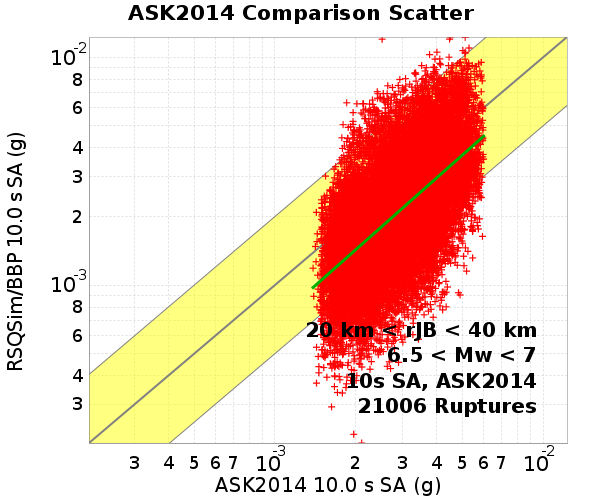 ASK2014 Comparison Scatter
RSQSim/BBP 10.0 s SA (g)
10-2
8
6
4
3
2
10-3
8
6
4
3
20 km < rJB < 40 km
6.5 < Mw < 7
10s SA, ASK2014
21006 Ruptures
3 4 5 6 7 10-3 2 3 4 5 6 7 10-2
ASK2014 10.0 s SA (g)